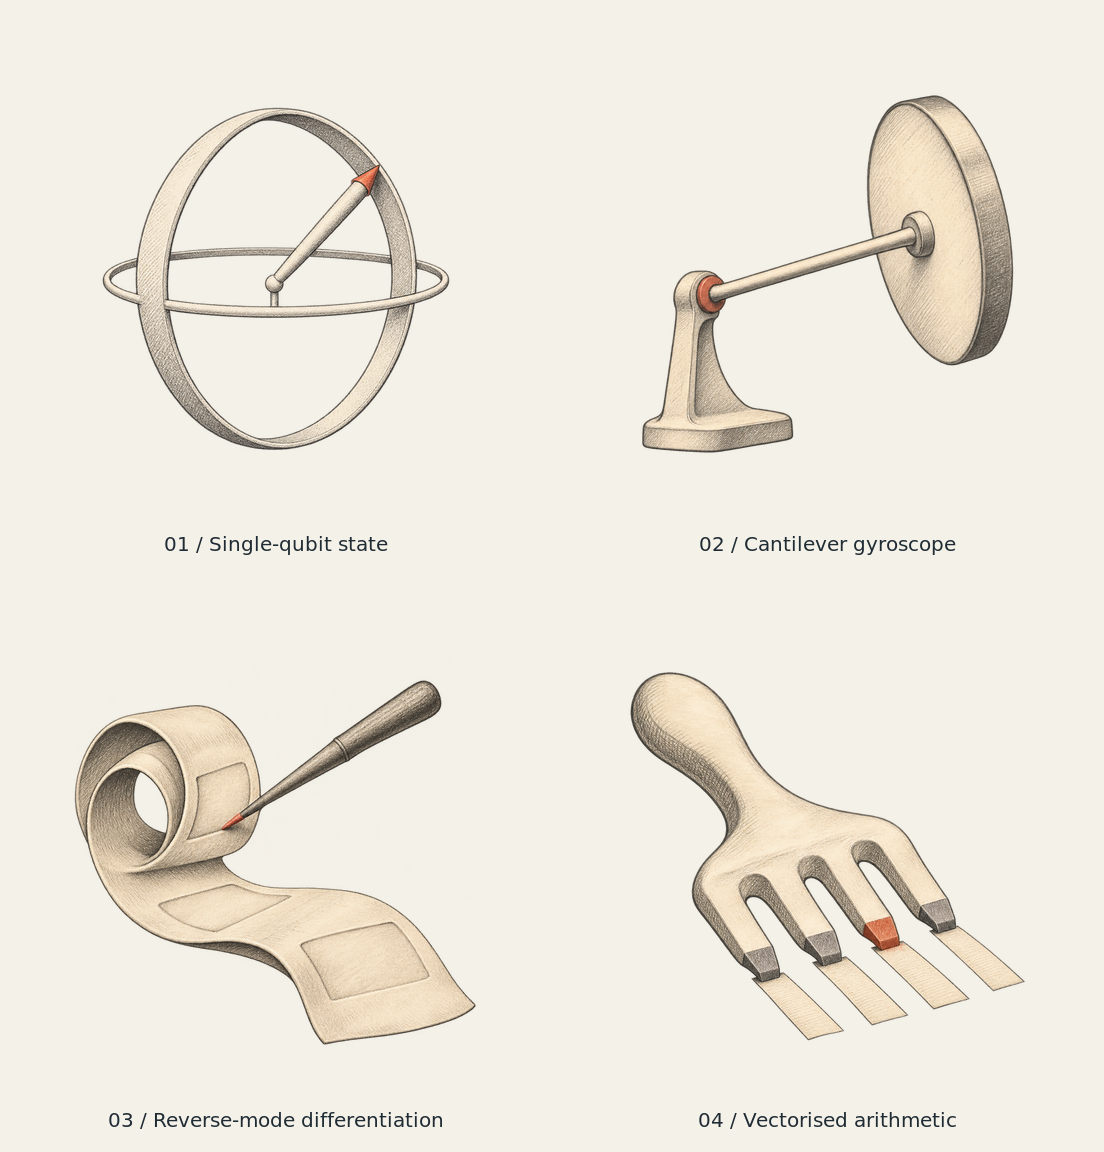 01 / Single-qubit state
02 / Cantilever gyroscope
03 / Reverse-mode differentiation
04 / Vectorised arithmetic